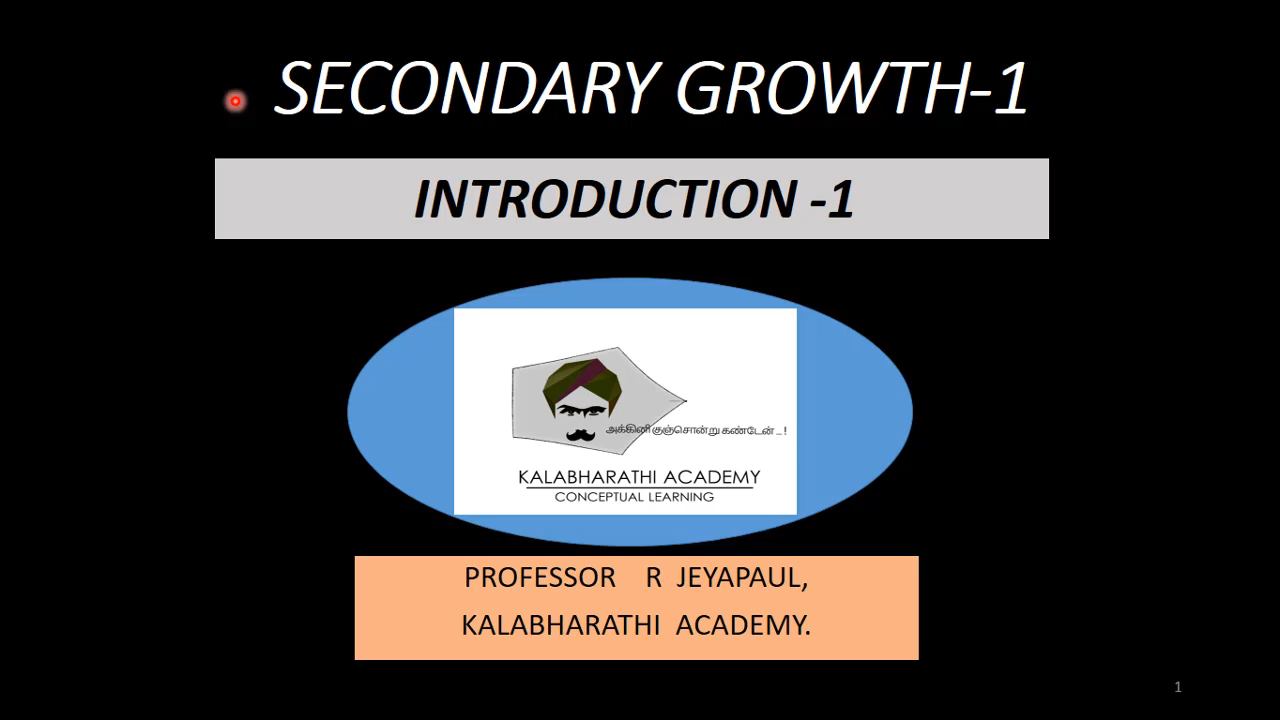 SECONDARY GROWTH-1
INTRODUCTION -1
அக்கினி குஞ்சொன்று கண்டேன் ...!
KALABHARATHI ACADEMY
CONCEPTUAL LEARNING
PROFESSOR R JEYAPAUL,
KALABHARATHI ACADEMY.
1